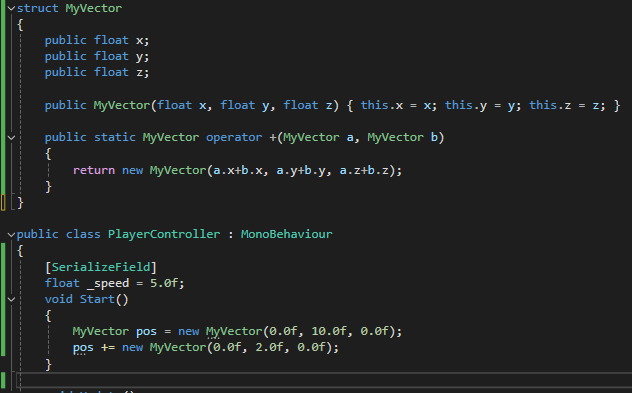 struct MyVector
{
    public float x;
    public float y;
    public float z;

    public MyVector(float x, float y, float z) { this.x = x; this.y = y; this.z = z; }

    public static MyVector operator +(MyVector a, MyVector b)
    {
        return new MyVector(a.x+b.x, a.y+b.y, a.z+b.z);
    }
}

public class PlayerController : MonoBehaviour
{
    [SerializeField]
    float _speed = 5.0f;
    void Start()
    {
        MyVector pos = new MyVector(0.0f, 10.0f, 0.0f);
        pos += new MyVector(0.0f, 2.0f, 0.0f);
    }